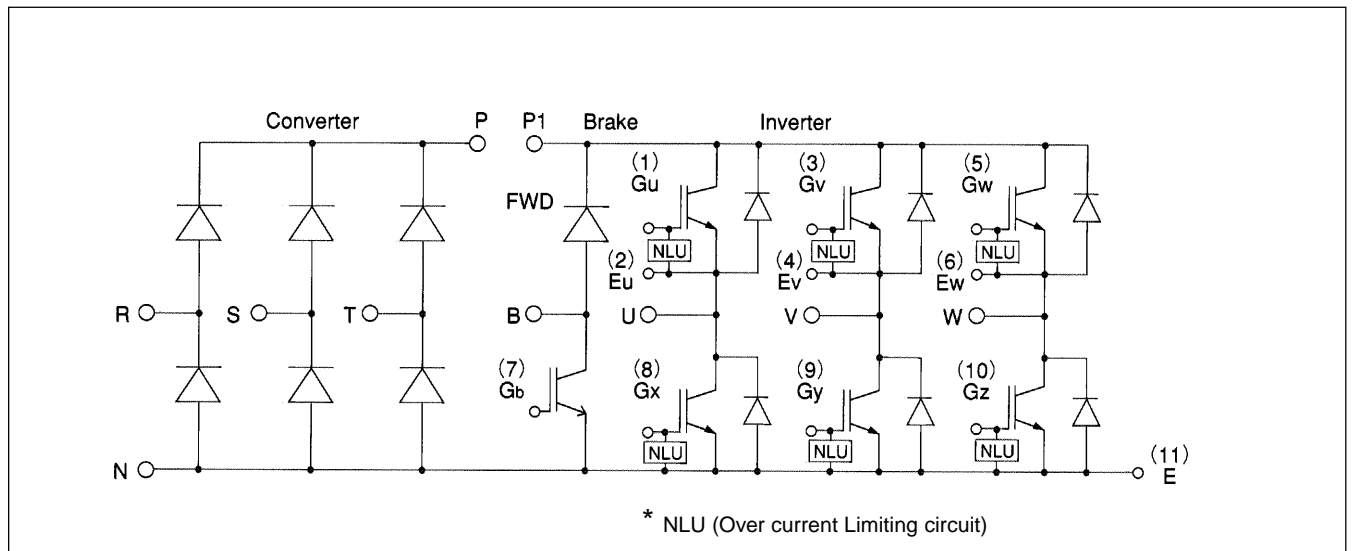 Converter P P1 Brake Inverter
(1) (3) (5)
Gu Gv Gw
FWD
NLU NLU NLU
(2) (4) (6)
Eu Ev Ew
R S T B U V W
(7) (8) (9) (10)
Gb Gx Gy Gz
NLU NLU NLU
(11)
N E
* NLU (Over current Limiting circuit)